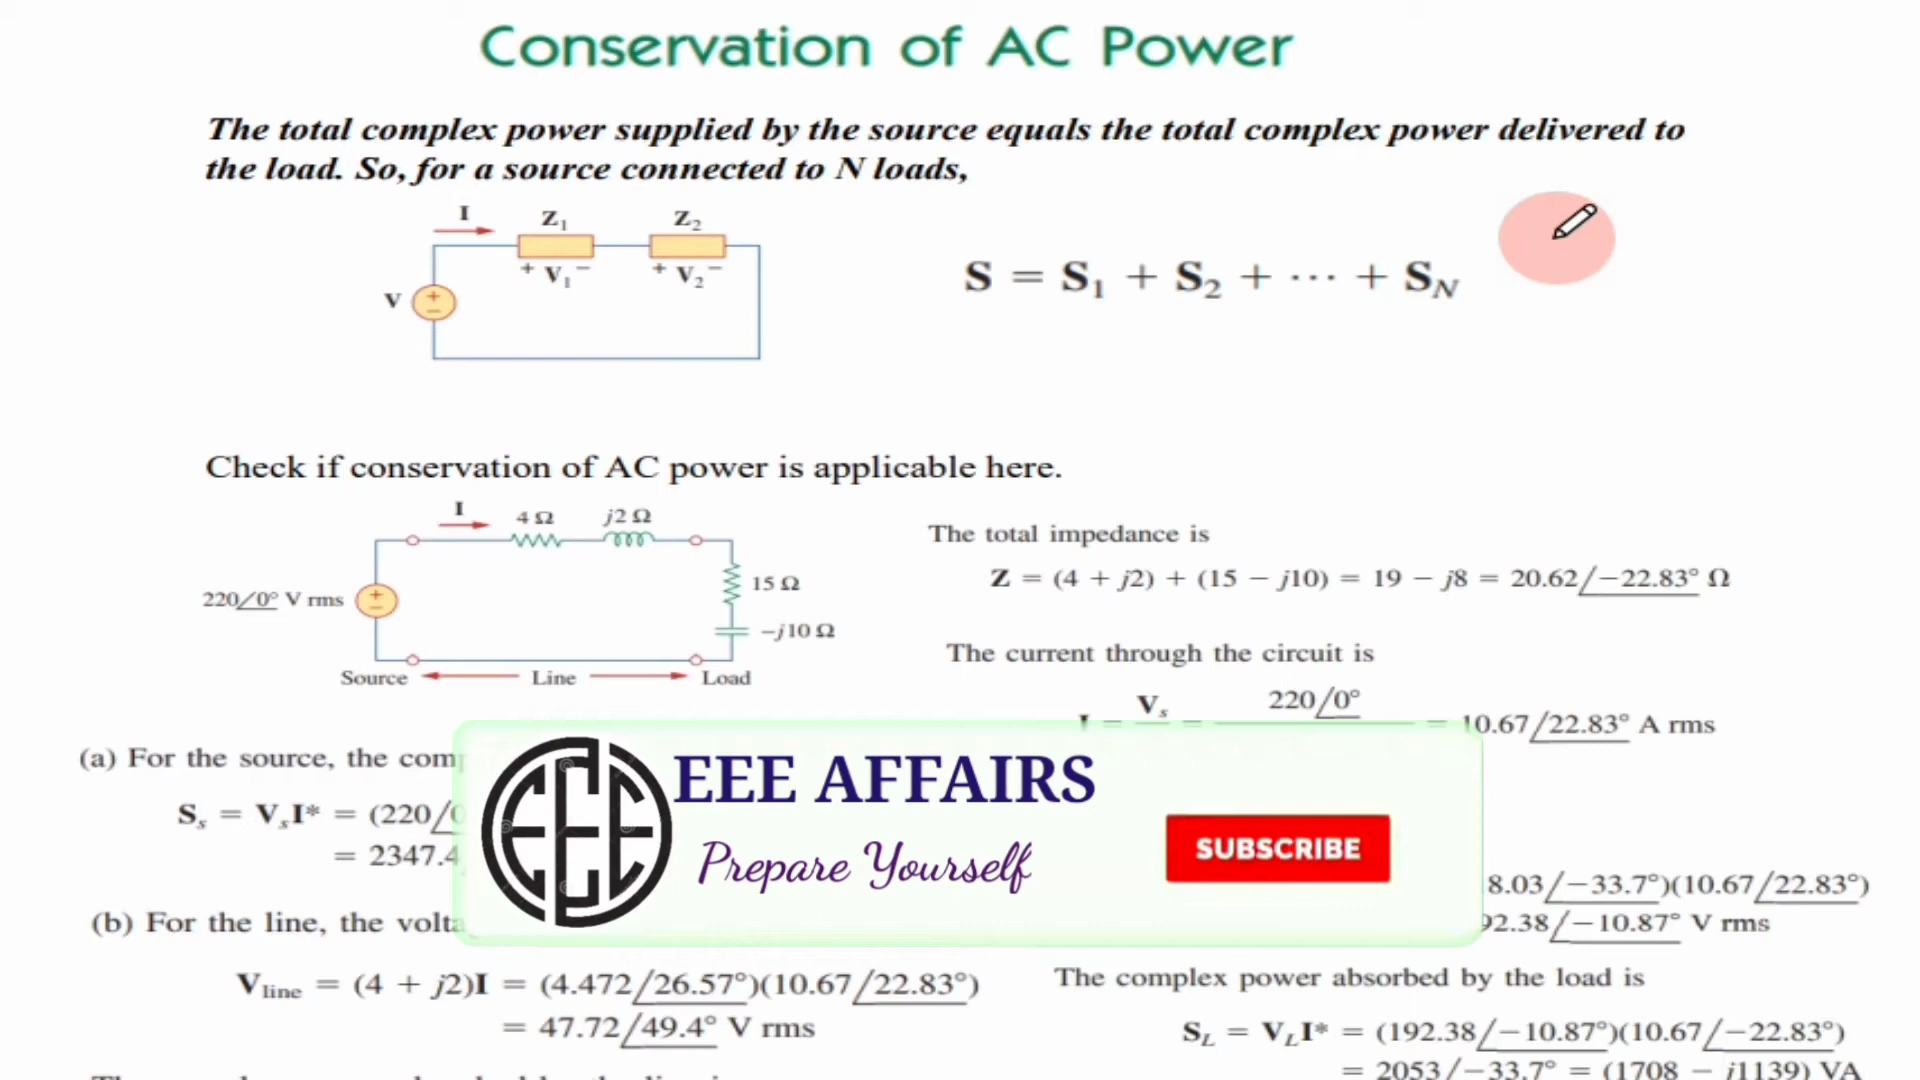 Conservation of AC Power
The total complex power supplied by the source equals the total complex power delivered to
the load. So, for a source connected to N loads,
I
Z1
Z2
+ V1 −
+ V2 −
V
+
−
S = S1 + S2 + ··· + SN
Check if conservation of AC power is applicable here.
I
4 Ω
j2 Ω
15 Ω
−j10 Ω
220/0° V rms
+
−
Source
Line
Load
The total impedance is
Z = (4 + j2) + (15 − j10) = 19 − j8 = 20.62/−22.83° Ω
The current through the circuit is
Vs
220/0°
= 10.67/22.83° A rms
(a) For the source, the
Ss = VsI* = (220/
= 2347.4
(b) For the line, the
Vline = (4 + j2)I = (4.472/26.57°)(10.67/22.83°)
= 47.72/49.4° V rms
EEE
EEE AFFAIRS
Prepare Yourself
SUBSCRIBE
8.03/−33.7°)(10.67/22.83°)
92.38/−10.87° V rms
The complex power absorbed by the load is
SL = VLI* = (192.38/−10.87°)(10.67/−22.83°)
= 2053/−33.7° = (1708 − j1139) VA